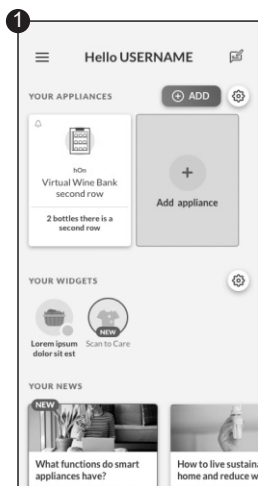 1
Hello USERNAME
YOUR APPLIANCES
ADD
hOn
Virtual Wine Bank
second row
2 bottles there is a
second row
Add appliance
YOUR WIDGETS
NEW
Lorem ipsum
dolor sit est
Scan to Care
YOUR NEWS
NEW
What functions do smart
appliances have?
How to live sustaina
home and reduce w